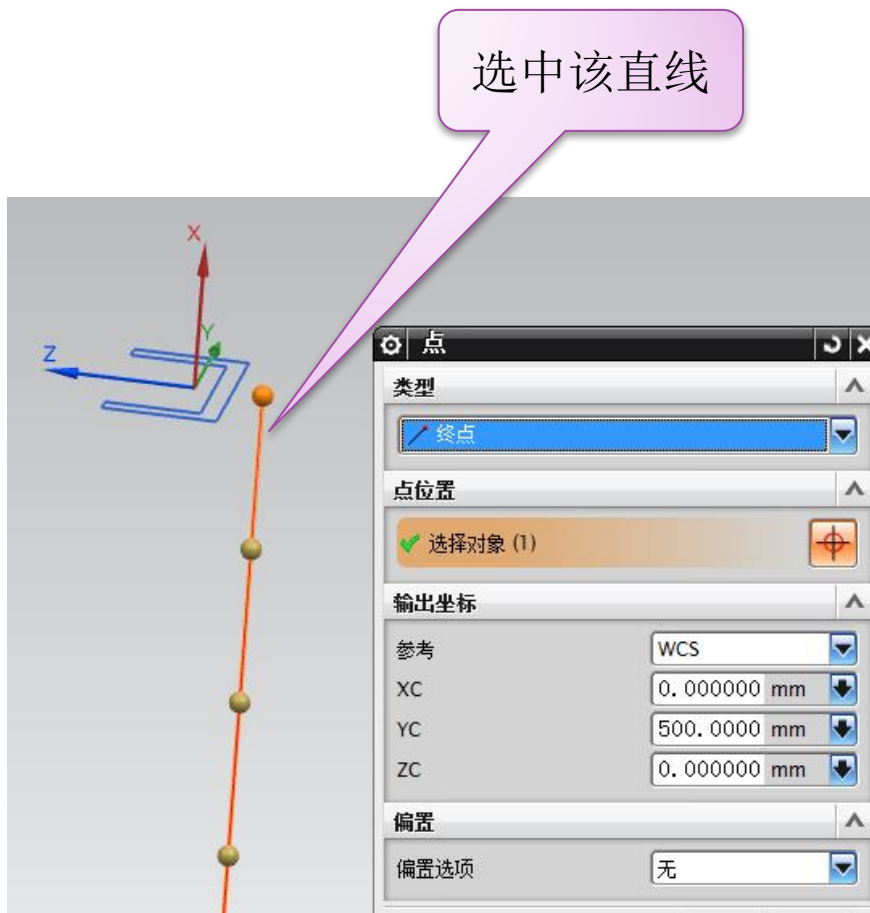 选中该直线
X
Y
Z
点
类型
终点
点位置
选择对象 (1)
输出坐标
参考 WCS
XC 0.000000 mm
YC 500.0000 mm
ZC 0.000000 mm
偏置
偏置选项 无